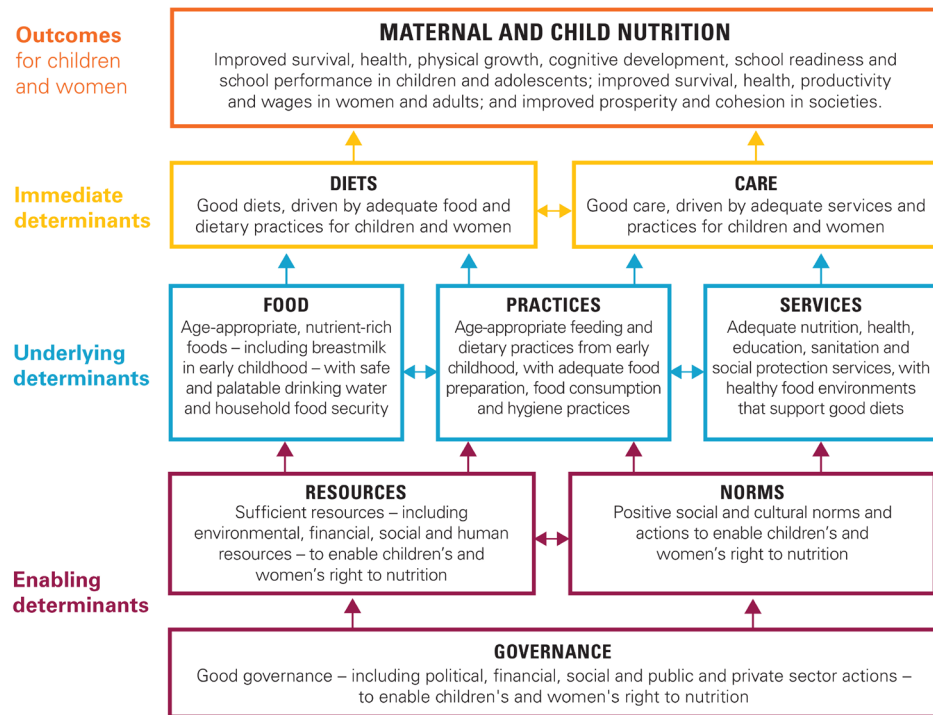 Outcomes
for children
and women
MATERNAL AND CHILD NUTRITION
Improved survival, health, physical growth, cognitive development, school readiness and
school performance in children and adolescents; improved survival, health, productivity
and wages in women and adults; and improved prosperity and cohesion in societies.
Immediate
determinants
DIETS
Good diets, driven by adequate food and
dietary practices for children and women
CARE
Good care, driven by adequate services and
practices for children and women
Underlying
determinants
FOOD
Age-appropriate, nutrient-rich
foods – including breastmilk
in early childhood – with safe
and palatable drinking water
and household food security
PRACTICES
Age-appropriate feeding and
dietary practices from early
childhood, with adequate food
preparation, food consumption
and hygiene practices
SERVICES
Adequate nutrition, health,
education, sanitation and
social protection services, with
healthy food environments
that support good diets
Enabling
determinants
RESOURCES
Sufficient resources – including
environmental, financial, social and human
resources – to enable children’s and
women’s right to nutrition
NORMS
Positive social and cultural norms and
actions to enable children’s and
women’s right to nutrition
GOVERNANCE
Good governance – including political, financial, social and public and private sector actions –
to enable children's and women's right to nutrition